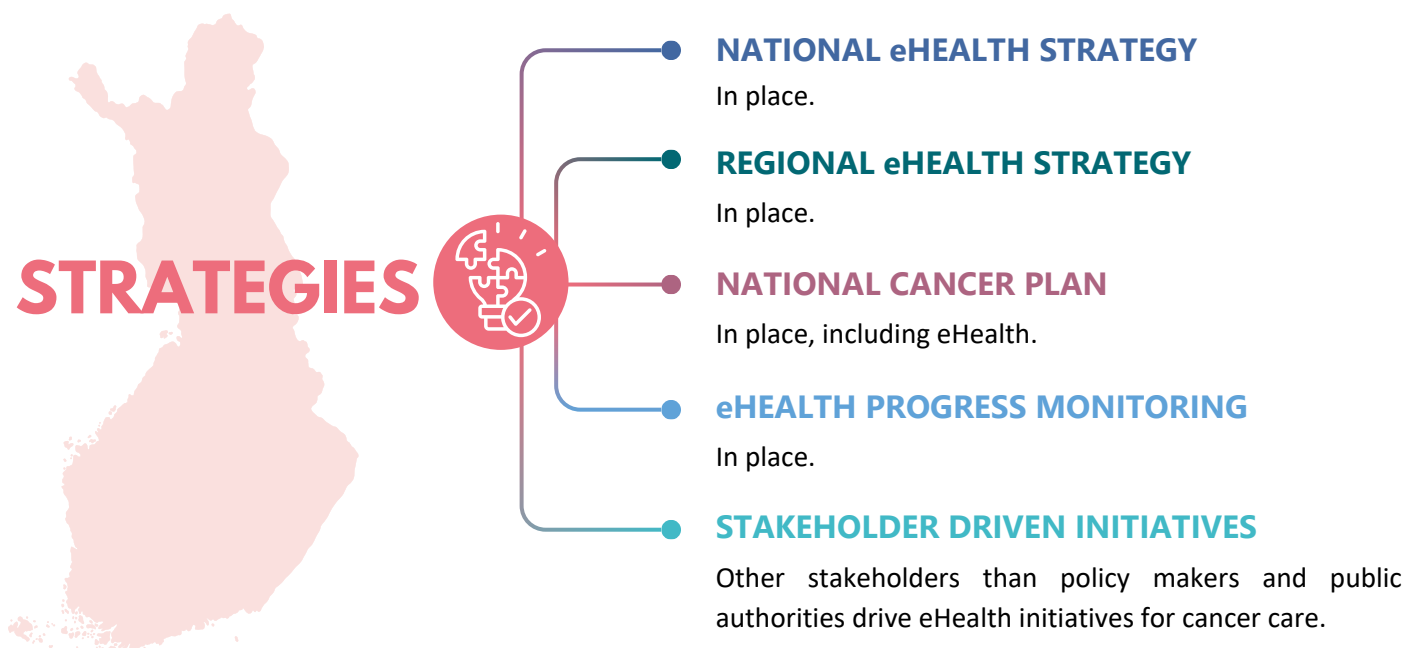 STRATEGIES
NATIONAL eHEALTH STRATEGY
In place.
REGIONAL eHEALTH STRATEGY
In place.
NATIONAL CANCER PLAN
In place, including eHealth.
eHEALTH PROGRESS MONITORING
In place.
STAKEHOLDER DRIVEN INITIATIVES
Other stakeholders than policy makers and public
authorities drive eHealth initiatives for cancer care.